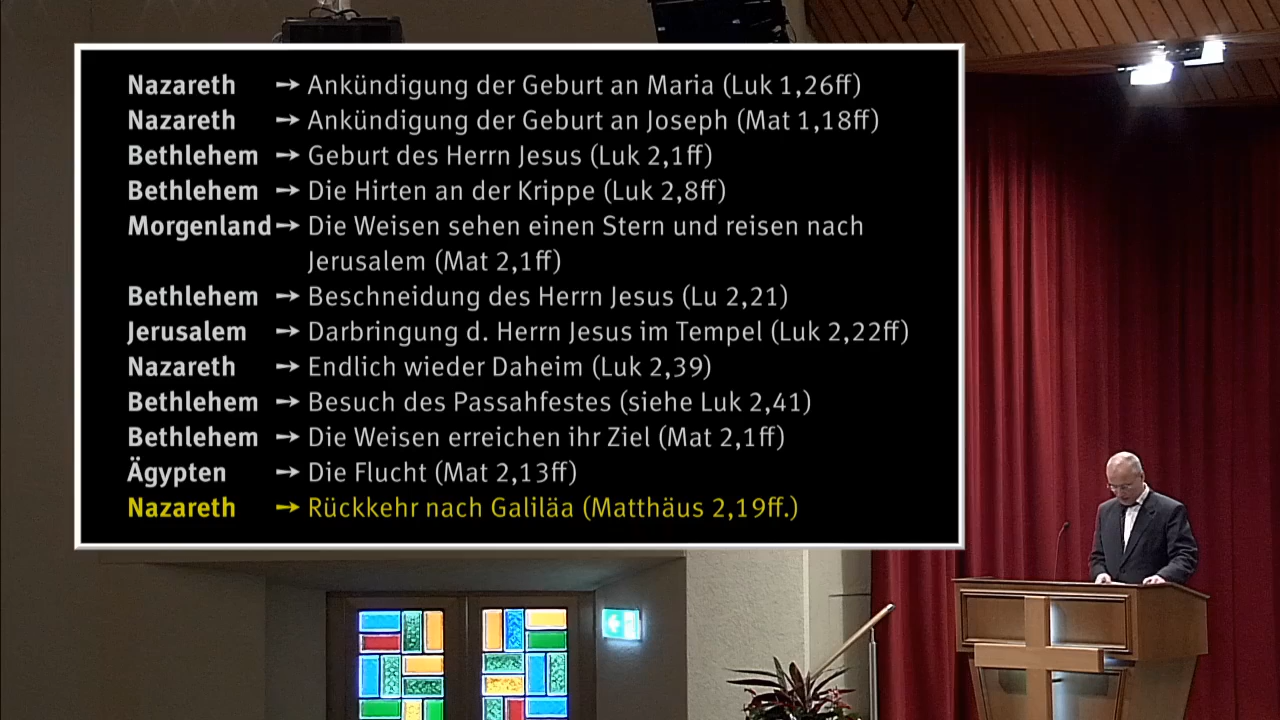 Nazareth → Ankündigung der Geburt an Maria (Luk 1,26ff)
Nazareth → Ankündigung der Geburt an Joseph (Mat 1,18ff)
Bethlehem → Geburt des Herrn Jesus (Luk 2,1ff)
Bethlehem → Die Hirten an der Krippe (Luk 2,8ff)
Morgenland → Die Weisen sehen einen Stern und reisen nach
Jerusalem (Mat 2,1ff)
Bethlehem → Beschneidung des Herrn Jesus (Lu 2,21)
Jerusalem → Darbringung d. Herrn Jesus im Tempel (Luk 2,22ff)
Nazareth → Endlich wieder Daheim (Luk 2,39)
Bethlehem → Besuch des Passahfestes (siehe Luk 2,41)
Bethlehem → Die Weisen erreichen ihr Ziel (Mat 2,1ff)
Ägypten → Die Flucht (Mat 2,13ff)
Nazareth → Rückkehr nach Galiläa (Matthäus 2,19ff.)